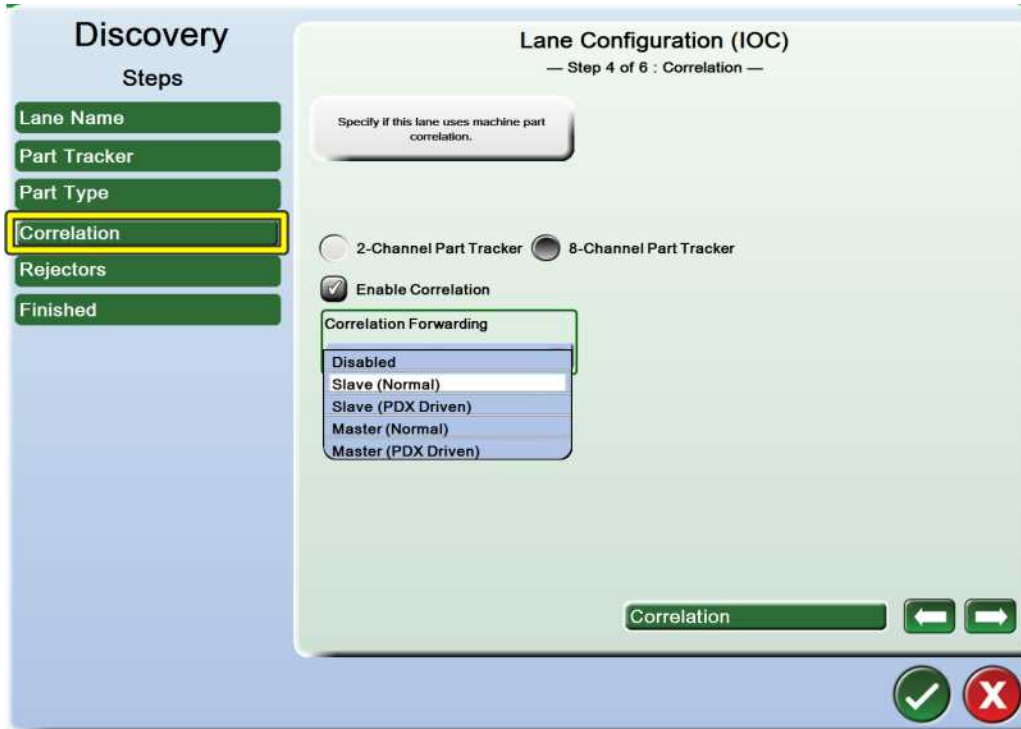 Discovery
Steps
Lane Name
Part Tracker
Part Type
Correlation
Rejectors
Finished
Lane Configuration (IOC)
— Step 4 of 6 : Correlation —
Specify if this lane uses machine part
correlation.
2-Channel Part Tracker
8-Channel Part Tracker
Enable Correlation
Correlation Forwarding
Disabled
Slave (Normal)
Slave (PDX Driven)
Master (Normal)
Master (PDX Driven)
Correlation
X